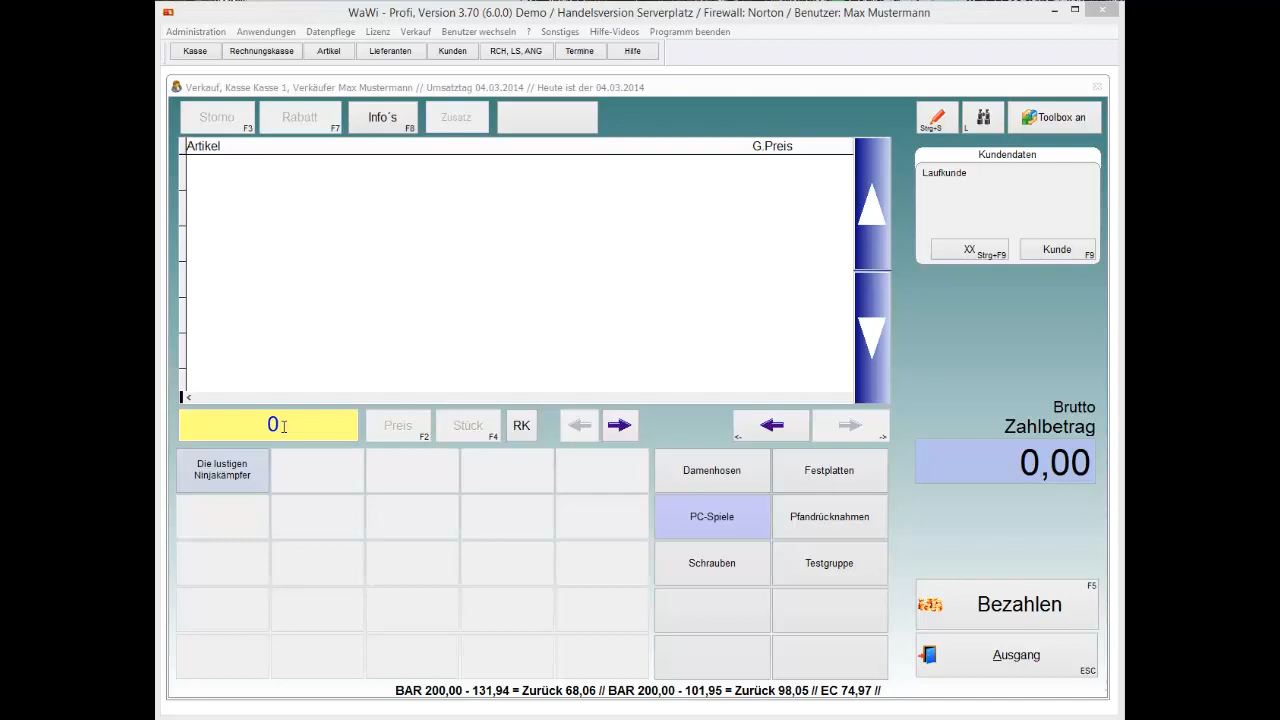 WaWi - Profi, Version 3.70 (6.0.0) Demo / Handelsversion Serverplatz / Firewall: Norton / Benutzer: Max Mustermann
Administration Anwendungen Datenpflege Lizenz Verkauf Benutzer wechseln ? Sonstiges Hilfe-Videos Programm beenden
Kasse Rechnungskasse Artikel Lieferanten Kunden RCH, LS, ANG Termine Hilfe
Verkauf, Kasse Kasse 1, Verkäufer Max Mustermann // Umsatztag 04.03.2014 // Heute ist der 04.03.2014
Storno F3 Rabatt F7 Info´s F8 Zusatz Strg+S L Toolbox an
Artikel G.Preis
Kundendaten
Laufkunde
XX Strg+F9 Kunde F9
0 Preis F2 Stück F4 RK <- ->
Brutto
Zahlbetrag
0,00
Die lustigen
Ninjakämpfer
Damenhosen Festplatten
PC-Spiele Pfandrücknahmen
Schrauben Testgruppe
Bezahlen F5
Ausgang ESC
BAR 200,00 - 131,94 = Zurück 68,06 // BAR 200,00 - 101,95 = Zurück 98,05 // EC 74,97 //